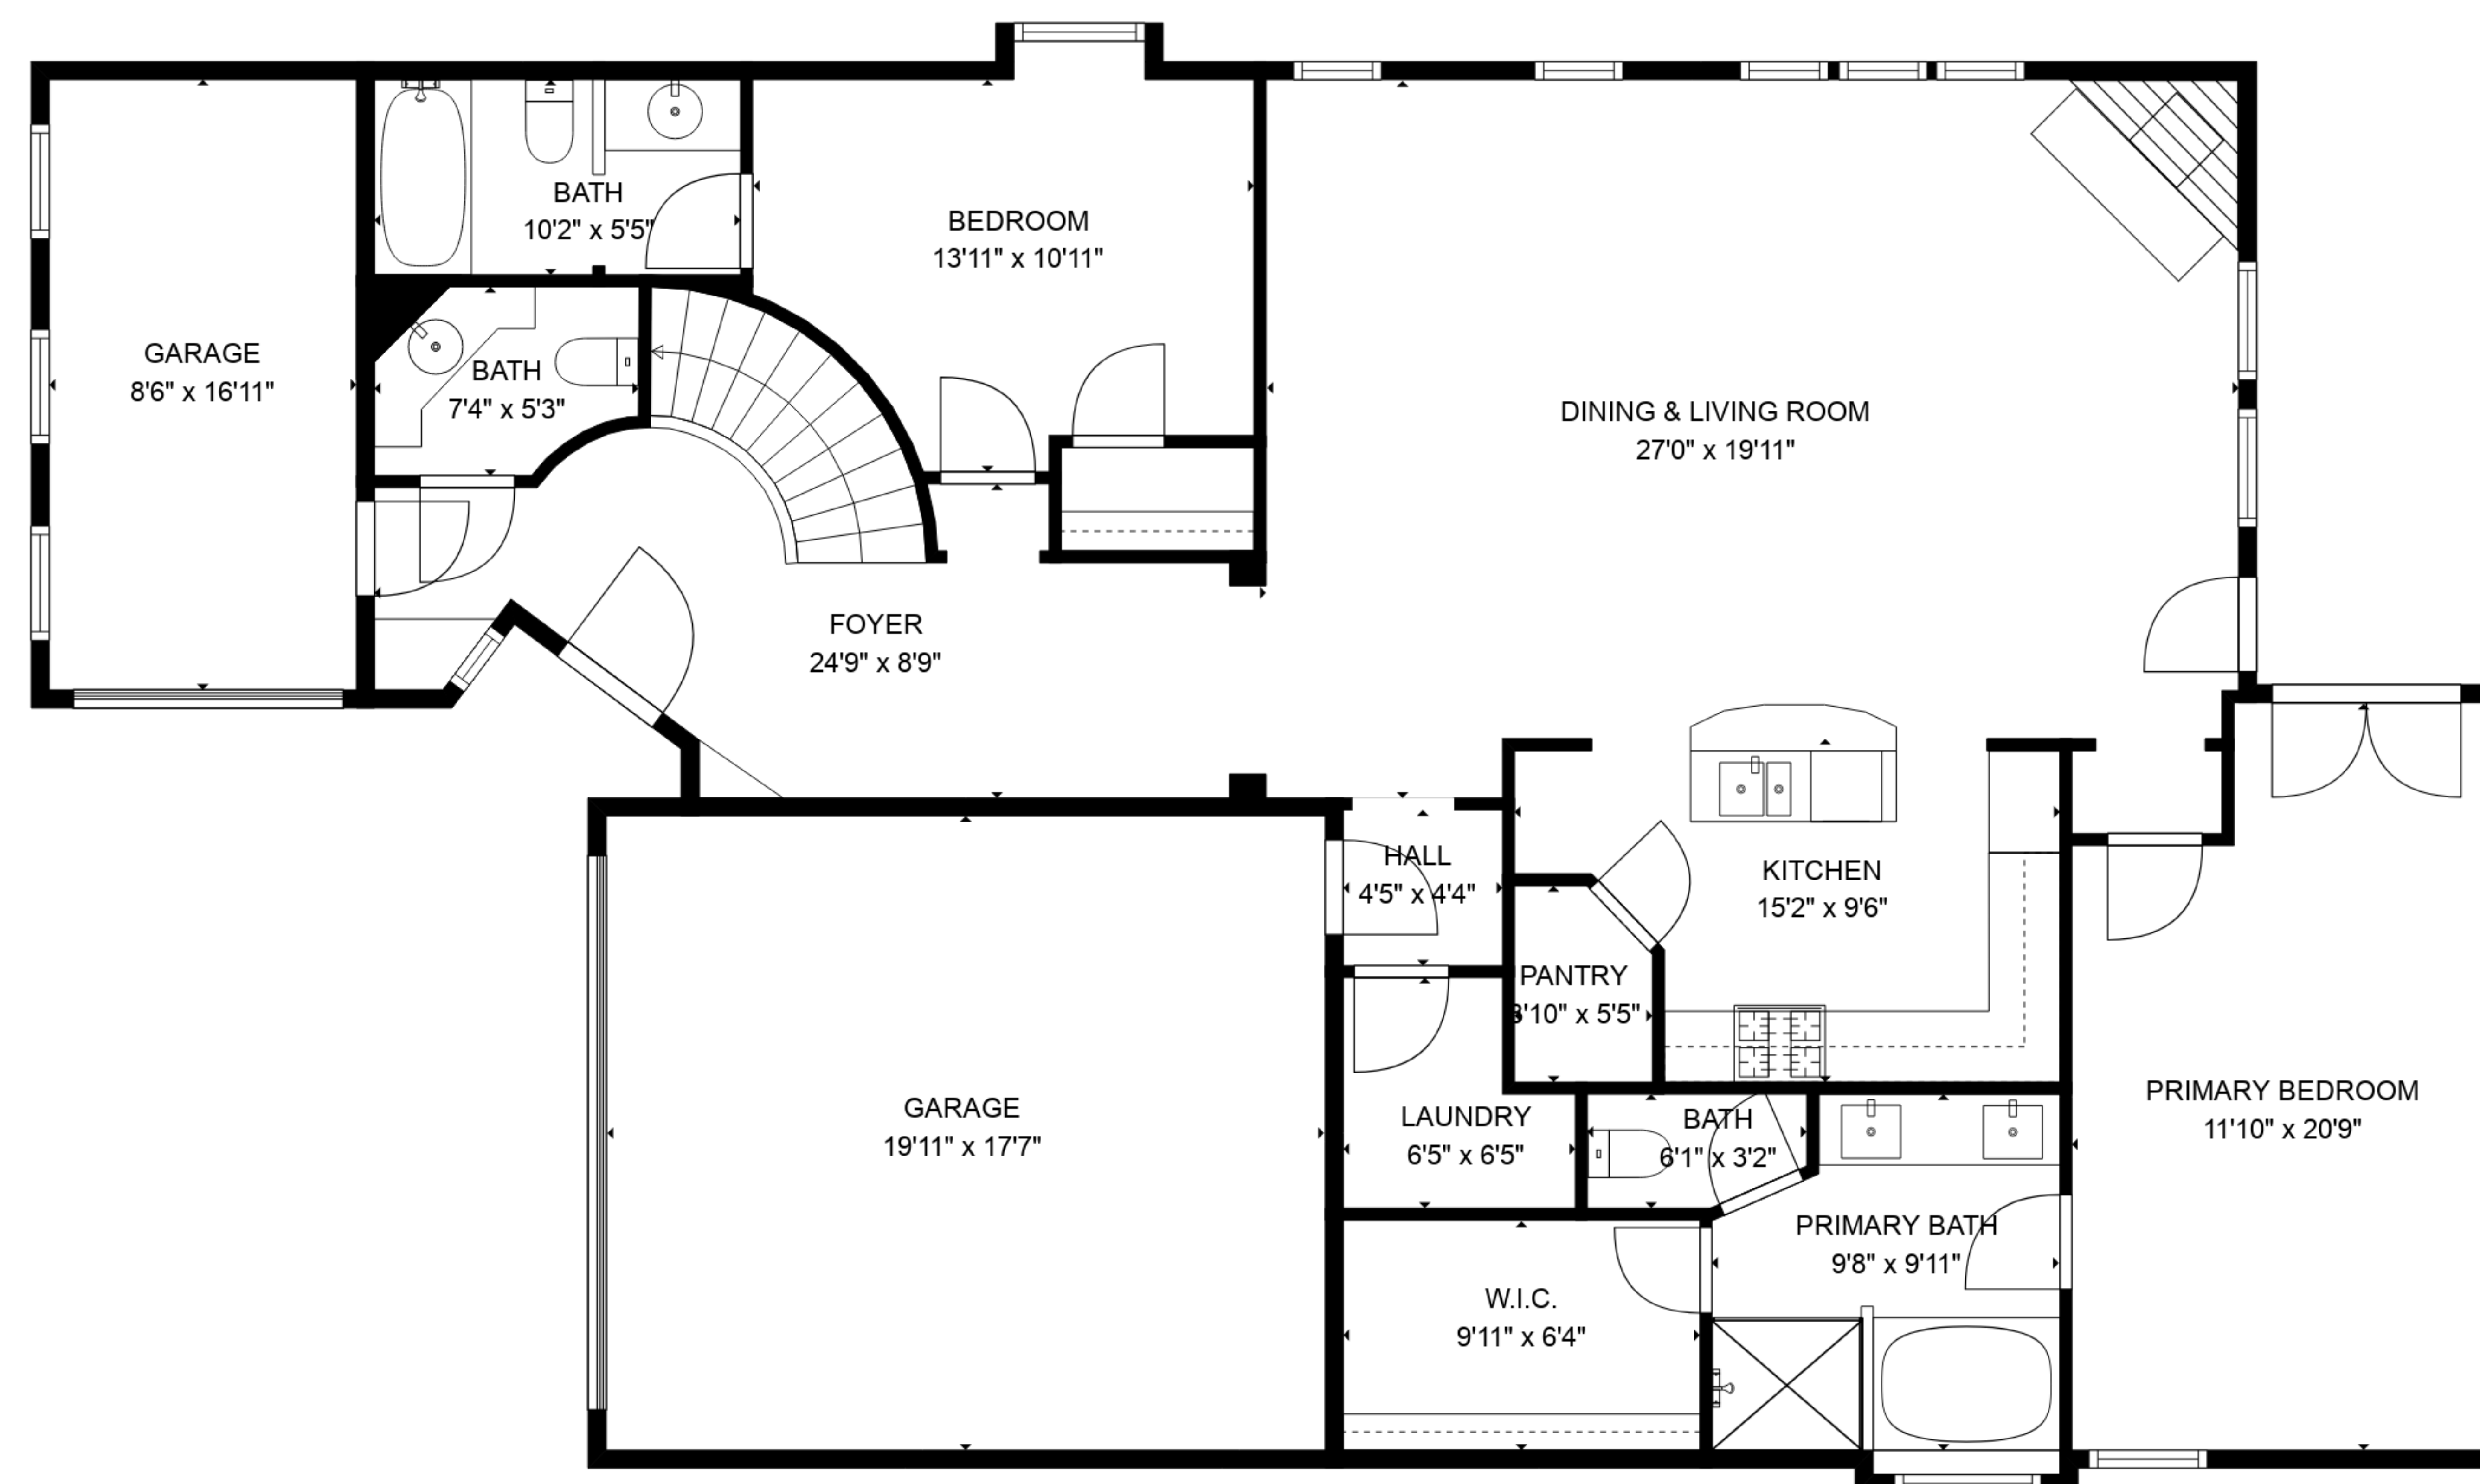 BATH
10'2" x 5'5"
BEDROOM
13'11" x 10'11"
GARAGE
8'6" x 16'11"
BATH
7'4" x 5'3"
DINING & LIVING ROOM
27'0" x 19'11"
FOYER
24'9" x 8'9"
HALL
4'5" x 4'4"
KITCHEN
15'2" x 9'6"
PANTRY
x 5'5"
GARAGE
19'11" x 17'7"
LAUNDRY
6'5" x 6'5"
BATH
6'1" x 3'2"
PRIMARY BEDROOM
11'10" x 20'9"
PRIMARY BATH
9'8" x 9'11"
W.I.C.
9'11" x 6'4"